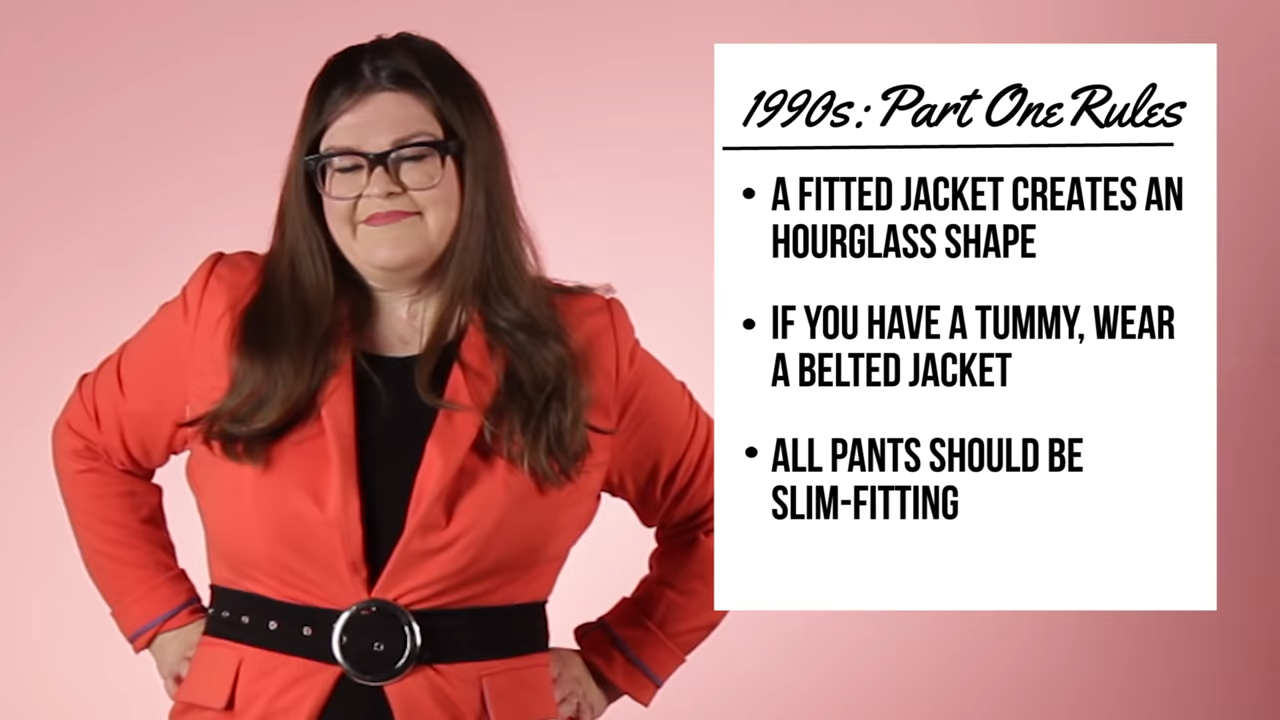 1990s: Part One Rules
• A FITTED JACKET CREATES AN
HOURGLASS SHAPE
• IF YOU HAVE A TUMMY, WEAR
A BELTED JACKET
• ALL PANTS SHOULD BE
SLIM-FITTING